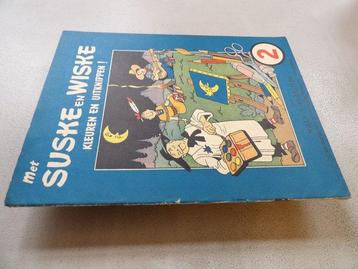 met
SUSKE EN WISKE
KLEUREN EN UITKNIPPEN!
2